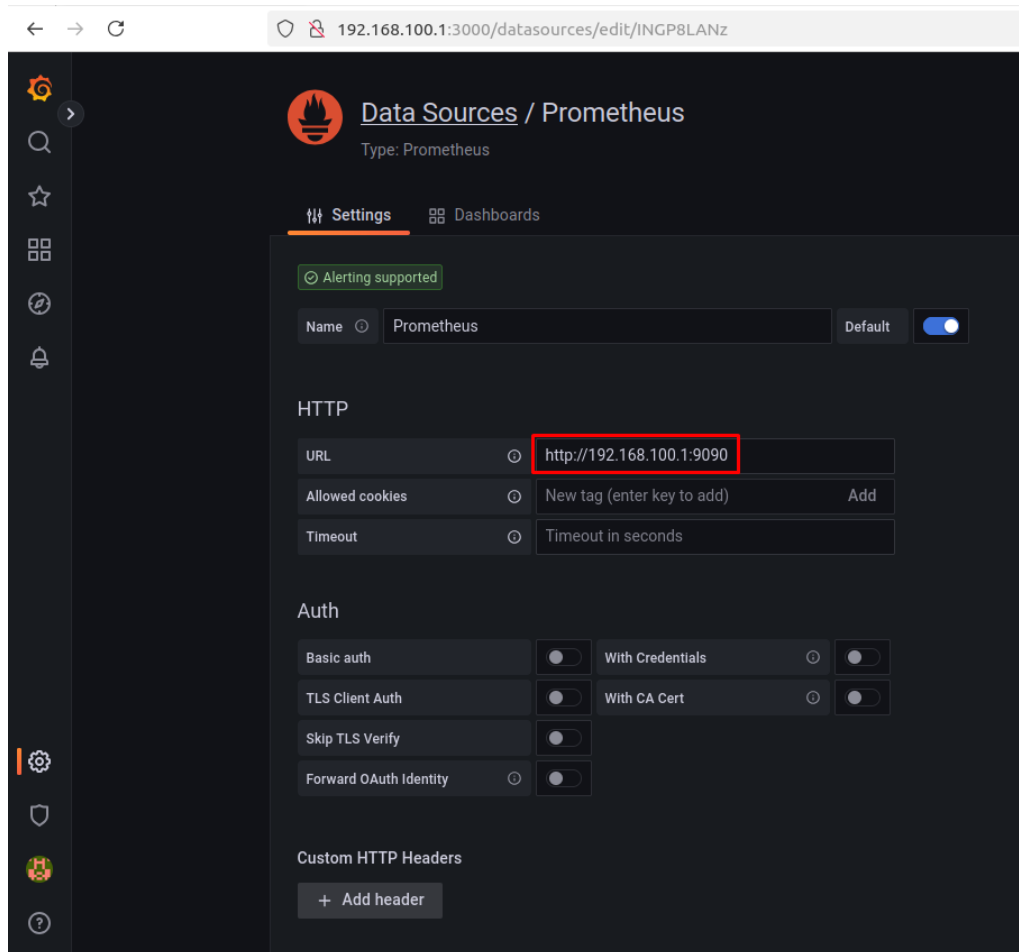 192.168.100.1:3000/datasources/edit/INGP8LANz
Data Sources / Prometheus
Type: Prometheus
Settings Dashboards
Alerting supported
Name Prometheus Default
HTTP
URL http://192.168.100.1:9090
Allowed cookies New tag (enter key to add) Add
Timeout Timeout in seconds
Auth
Basic auth With Credentials
TLS Client Auth With CA Cert
Skip TLS Verify
Forward OAuth Identity
Custom HTTP Headers
+ Add header